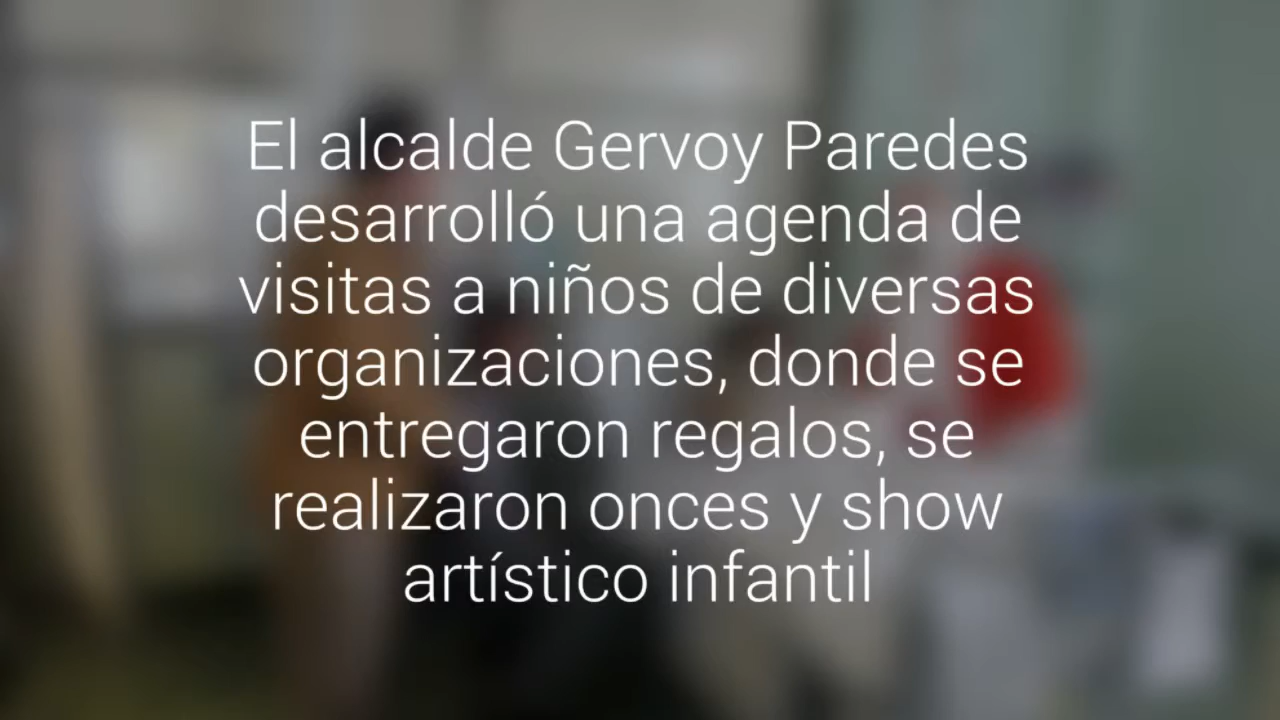 El alcalde Gervoy Paredes
desarrolló una agenda de
visitas a niños de diversas
organizaciones, donde se
entregaron regalos, se
realizaron onces y show
artístico infantil